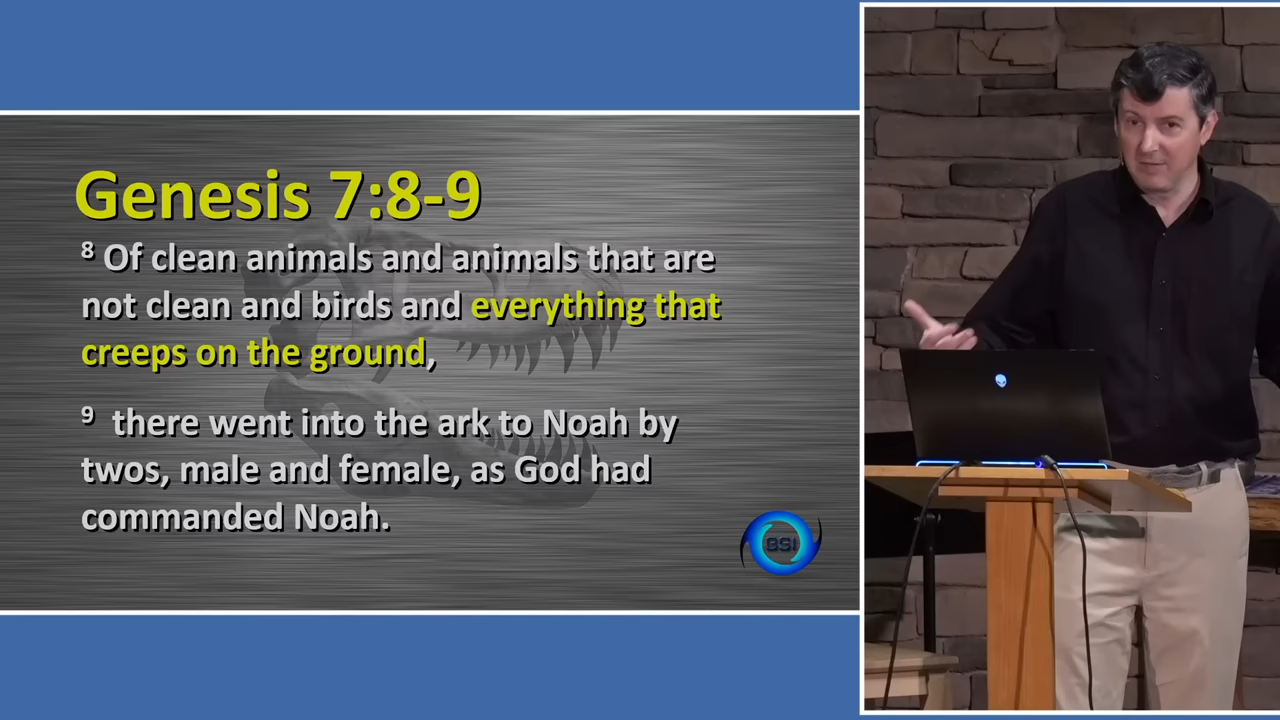 Genesis 7:8-9
⁸ Of clean animals and animals that are
not clean and birds and everything that
creeps on the ground,
⁹ there went into the ark to Noah by
twos, male and female, as God had
commanded Noah.
BSI